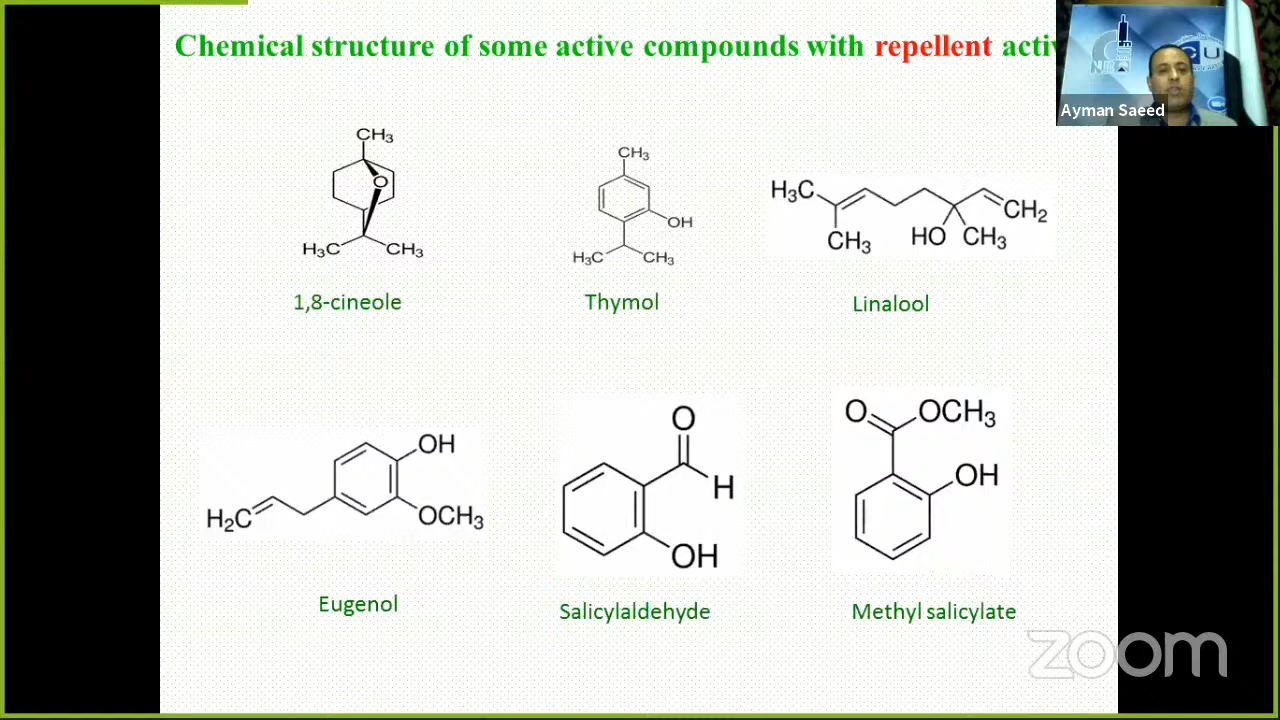 Chemical structure of some active compounds with repellent
Ayman Saeed
CU
CH3
O
H3C CH3
1,8-cineole
CH3
OH
H3C CH3
Thymol
H3C
CH2
CH3 HO CH3
Linalool
OH
H2C OCH3
Eugenol
O
H
OH
Salicylaldehyde
O OCH3
OH
Methyl salicylate
zoom